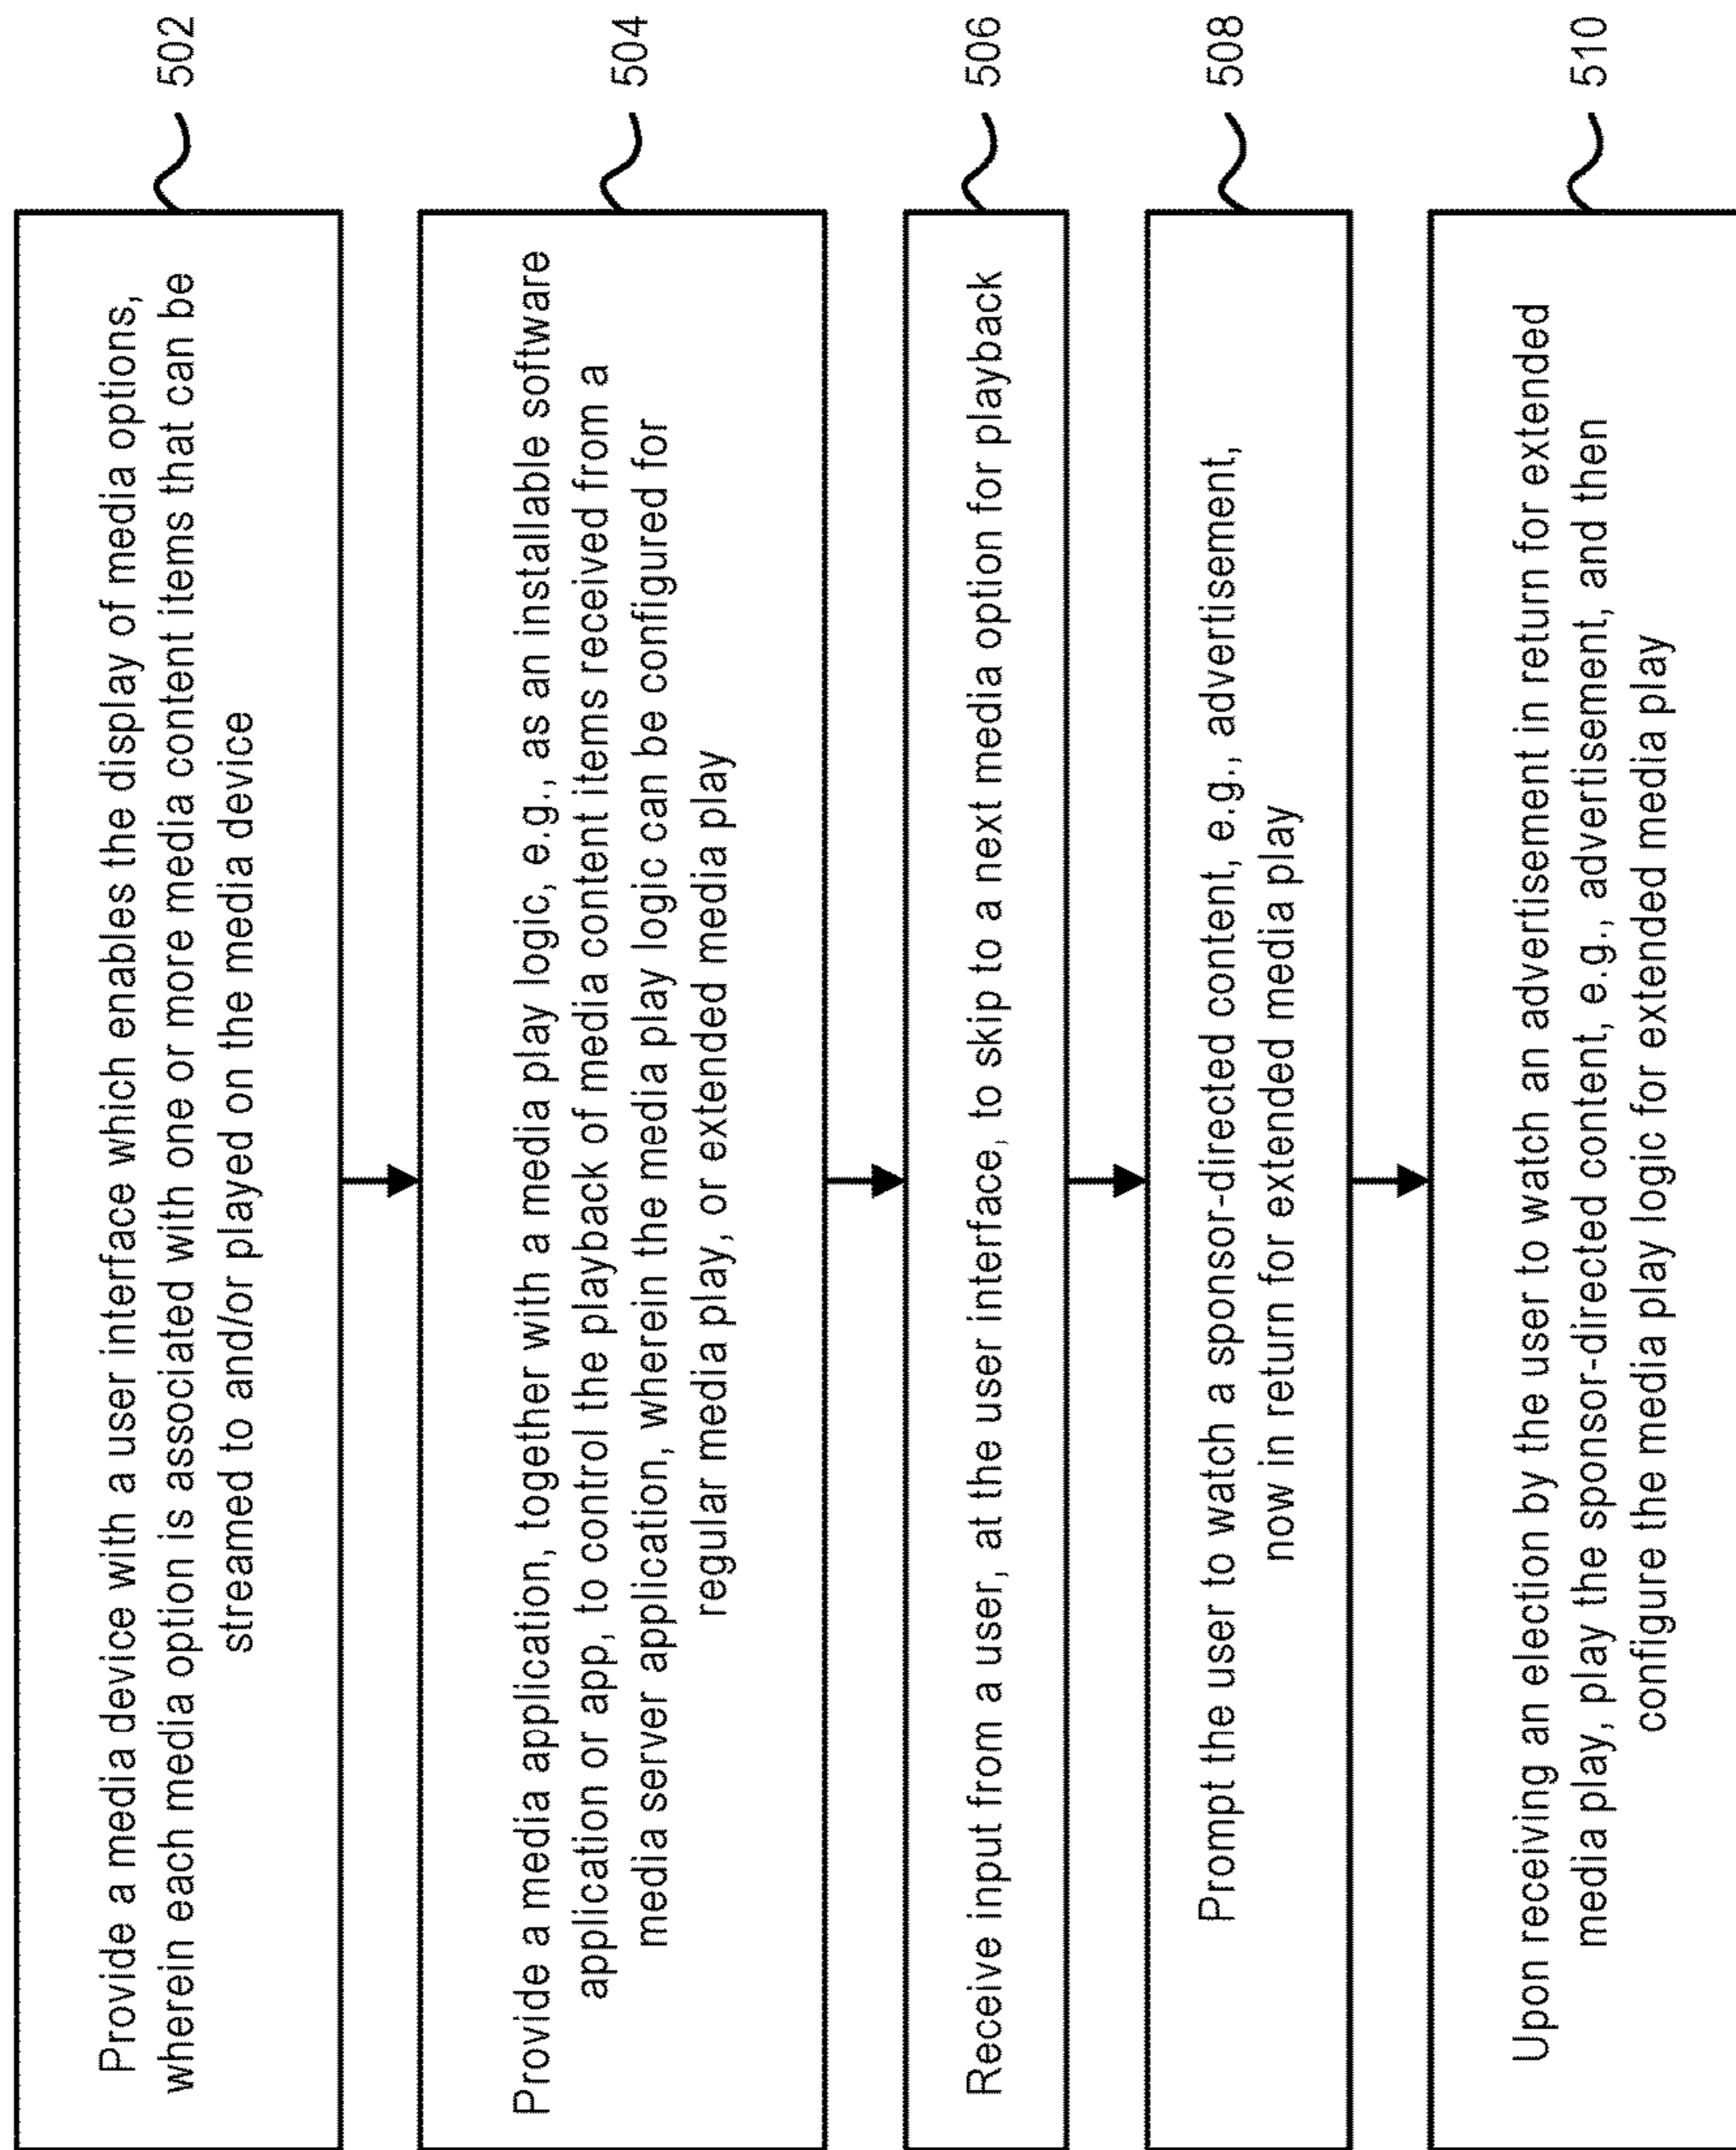 Provide a media device with a user interface which enables the display of media options,
wherein each media option is associated with one or more media content items that can be
streamed to and/or played on the media device
502
Provide a media application, together with a media play logic, e.g., as an installable software
application or app, to control the playback of media content items received from a
media server application, wherein the media play logic can be configured for
regular media play, or extended media play
504
Receive input from a user, at the user interface, to skip to a next media option for playback
506
Prompt the user to watch a sponsor-directed content, e.g., advertisement,
now in return for extended media play
508
Upon receiving an election by the user to watch an advertisement in return for extended
media play, play the sponsor-directed content, e.g., advertisement, and then
configure the media play logic for extended media play
510